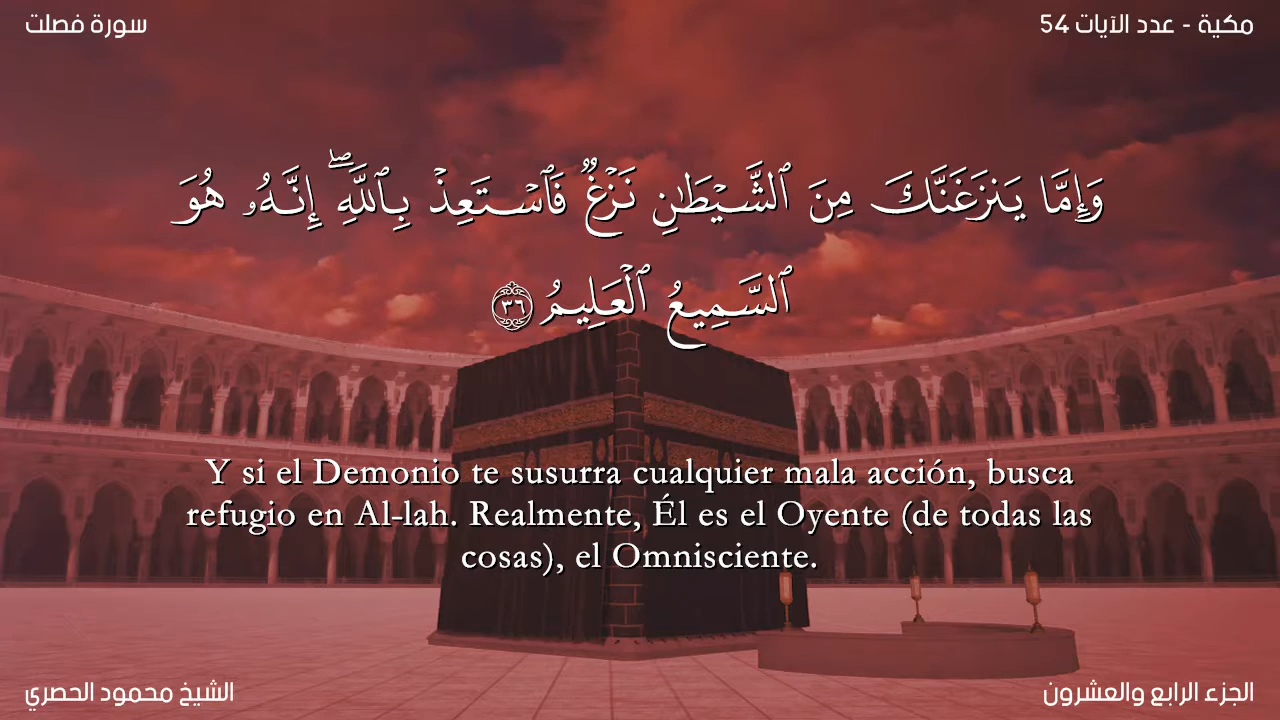 سورة فصلت
مكية - عدد الآيات 54
وَإِمَّا يَنزَغَنَّكَ مِنَ ٱلشَّيْطَٰنِ نَزْغٌ فَٱسْتَعِذْ بِٱللَّهِ ۖ إِنَّهُۥ هُوَ
ٱلسَّمِيعُ ٱلْعَلِيمُ ٣٦
Y si el Demonio te susurra cualquier mala acción, busca
refugio en Al-lah. Realmente, Él es el Oyente (de todas las
cosas), el Omnisciente.
الشيخ محمود الحصري
الجزء الرابع والعشرون